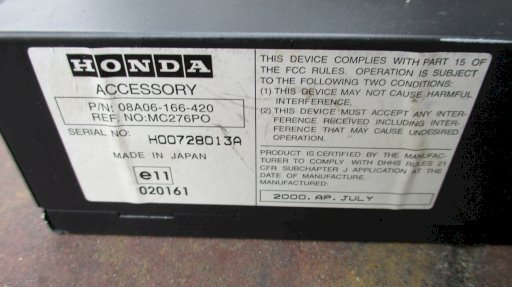 HONDA
ACCESSORY
P/N: 08A06-166-420
REF. NO:MC276PO
SERIAL NO: H00728013A
MADE IN JAPAN
e11
020161
THIS DEVICE COMPLIES WITH PART 15 OF
THE FCC RULES. OPERATION IS SUBJECT
TO THE FOLLOWING TWO CONDITIONS:
(1) THIS DEVICE MAY NOT CAUSE HARMFUL
INTERFERENCE.
(2) THIS DEVICE MUST ACCEPT ANY INTER-
FERENCE RECEIVED INCLUDING INTER-
FERENCE THAT MAY CAUSE UNDESIRED
OPERATION.
PRODUCT IS CERTIFIED BY THE MANUFAC-
TURER TO COMPLY WITH DHHS RULES 21
CFR SUBCHAPTER J APPLICATION AT THE
DATE OF MANUFACTURE.
MANUFACTURED:
2000. AP. JULY